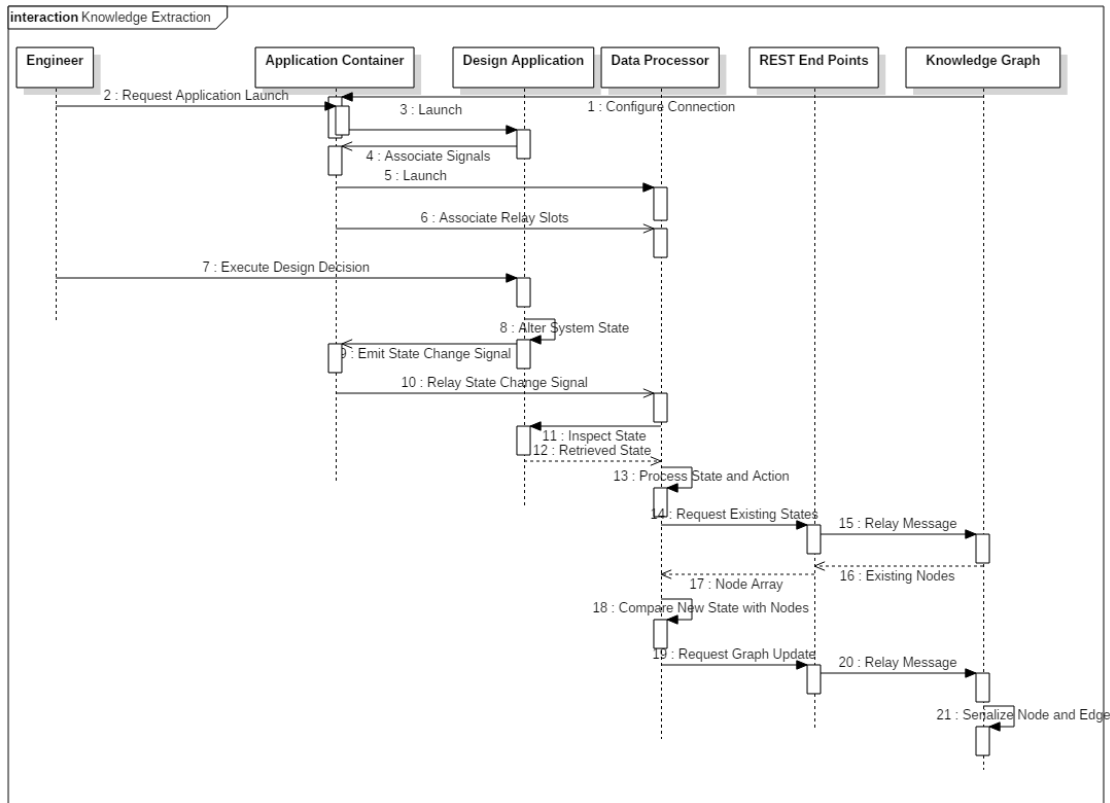 interaction Knowledge Extraction
Engineer
Application Container
Design Application
Data Processor
REST End Points
Knowledge Graph
2 : Request Application Launch
1 : Configure Connection
3 : Launch
4 : Associate Signals
5 : Launch
6 : Associate Relay Slots
7 : Execute Design Decision
8 : Alter System State
9 : Emit State Change Signal
10 : Relay State Change Signal
11 : Inspect State
12 : Retrieved State
13 : Process State and Action
14 : Request Existing States
15 : Relay Message
16 : Existing Nodes
17 : Node Array
18 : Compare New State with Nodes
19 : Request Graph Update
20 : Relay Message
21 : Serialize Node and Edge